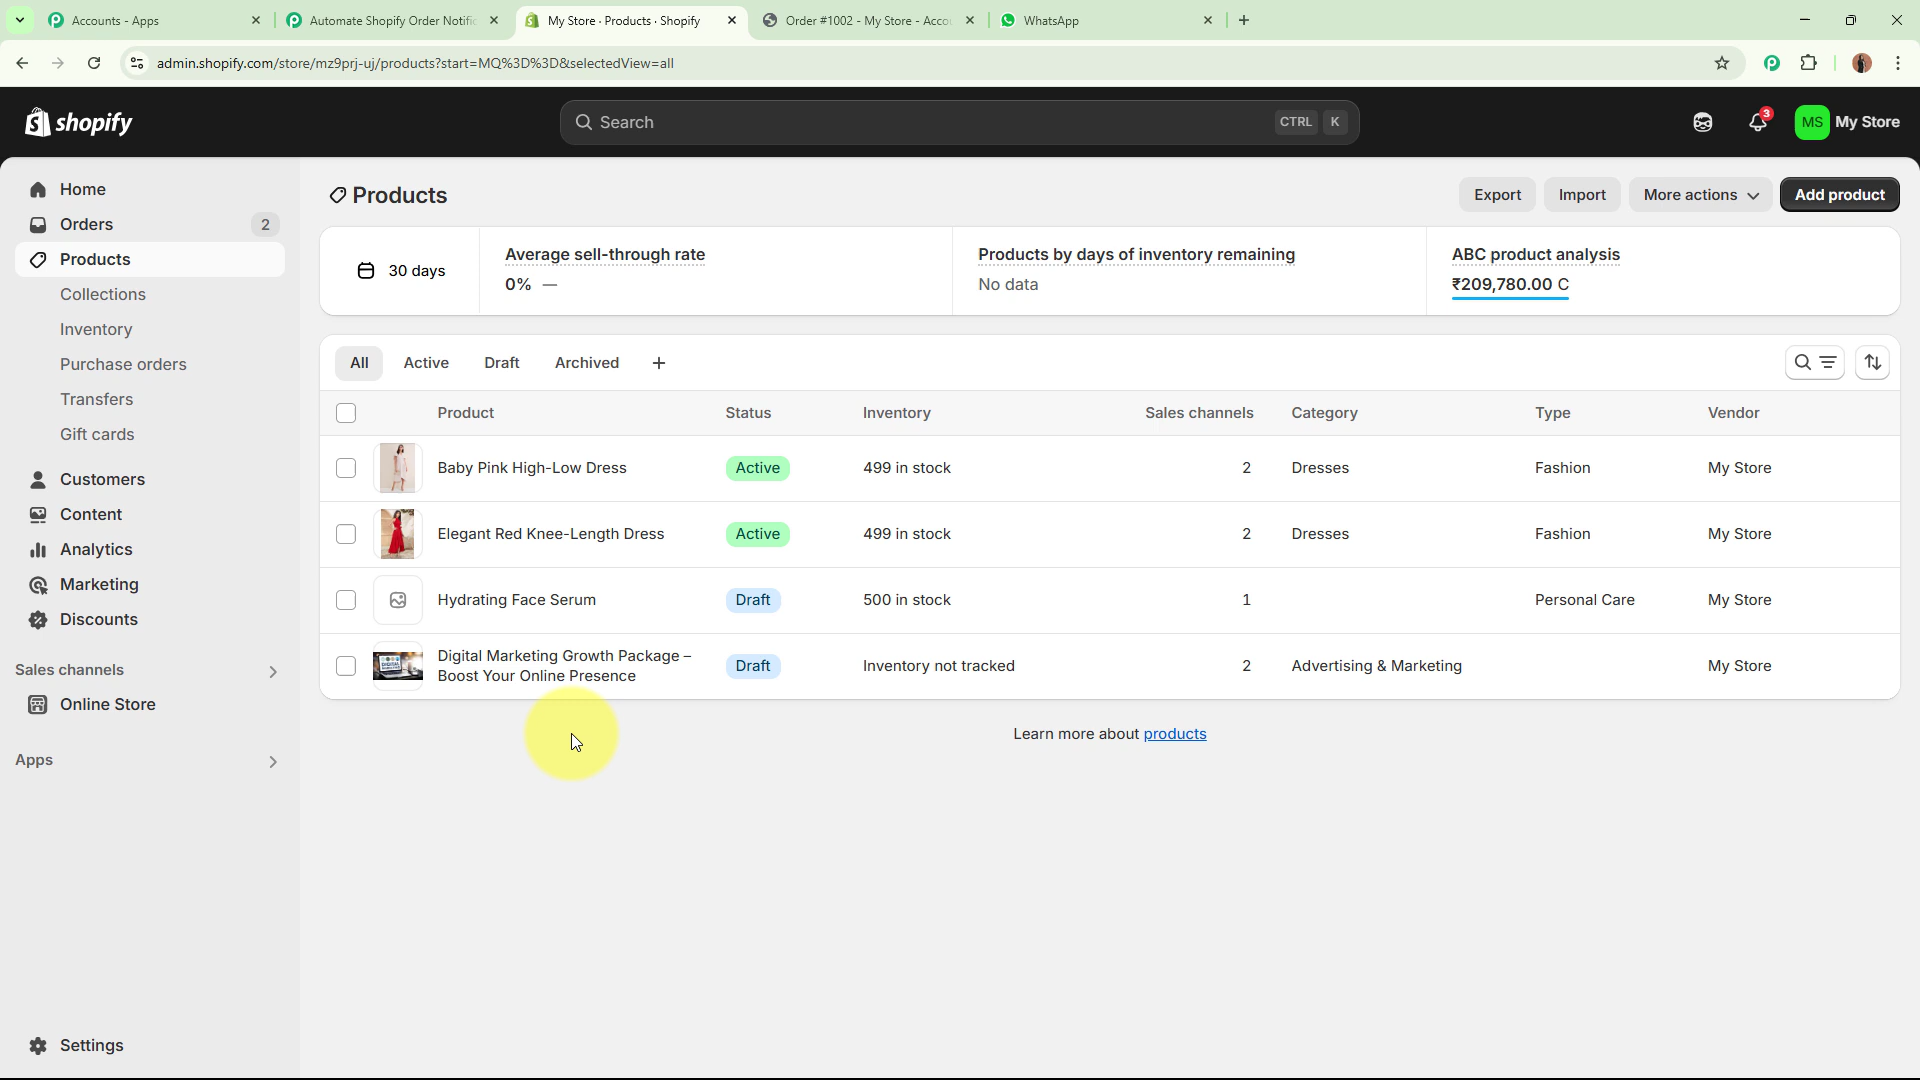 Accounts - Apps
Automate Shopify Order Notific
My Store · Products · Shopify
Order #1002 - My Store - Acco
WhatsApp
admin.shopify.com/store/mz9prj-uj/products?start=MQ%3D%3D&selectedView=all
shopify
Search
CTRL K
3
MS
My Store
Home
Orders
2
Products
Collections
Inventory
Purchase orders
Transfers
Gift cards
Customers
Content
Analytics
Marketing
Discounts
Sales channels
Online Store
Apps
Settings
Products
Export
Import
More actions
Add product
30 days
Average sell-through rate
0% —
Products by days of inventory remaining
No data
ABC product analysis
₹209,780.00 C
All
Active
Draft
Archived
+
Product Status Inventory Sales channels Category Type Vendor
Baby Pink High-Low Dress Active 499 in stock 2 Dresses Fashion My Store
Elegant Red Knee-Length Dress Active 499 in stock 2 Dresses Fashion My Store
Hydrating Face Serum Draft 500 in stock 1 Personal Care My Store
Digital Marketing Growth Package –
Boost Your Online Presence
Draft Inventory not tracked 2 Advertising & Marketing My Store
Learn more about products